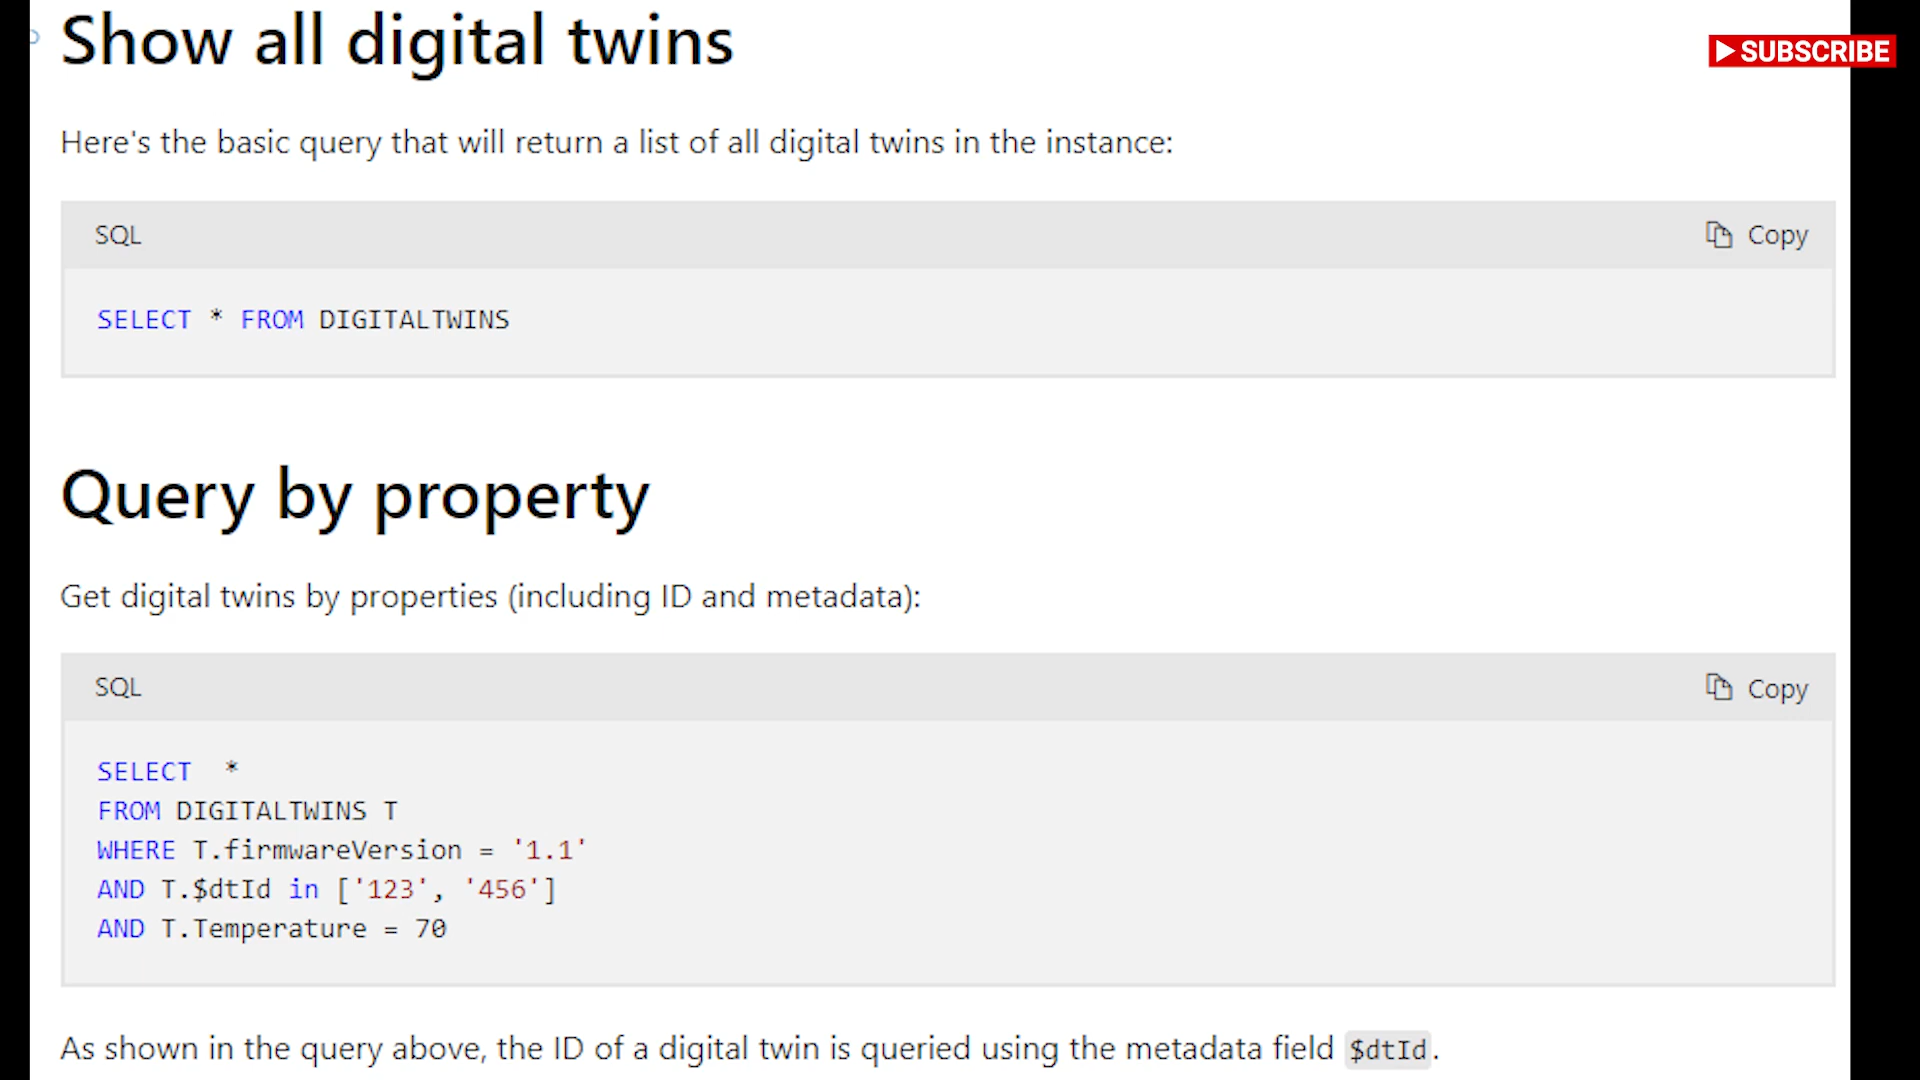 Show all digital twins
SUBSCRIBE
Here's the basic query that will return a list of all digital twins in the instance:
SQL
Copy
SELECT * FROM DIGITALTWINS
Query by property
Get digital twins by properties (including ID and metadata):
SQL
Copy
SELECT  *
FROM DIGITALTWINS T
WHERE T.firmwareVersion = '1.1'
AND T.$dtId in ['123', '456']
AND T.Temperature = 70
As shown in the query above, the ID of a digital twin is queried using the metadata field $dtId.